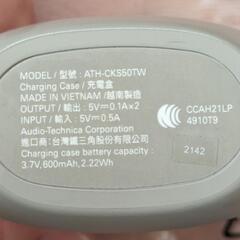 MODEL / 型號 : ATH-CKS50TW
Charging Case / 充電盒
MADE IN VIETNAM / 越南製造
OUTPUT / 輸出 : 5V⎓0.1A×2
INPUT / 輸入 : 5V⎓0.5A
Audio-Technica Corporation
進口商 : 台灣鐵三角股份有限公司
Charging case battery capacity :
3.7V, 600mAh, 2.22Wh
CCAH21LP
4910T9
2142